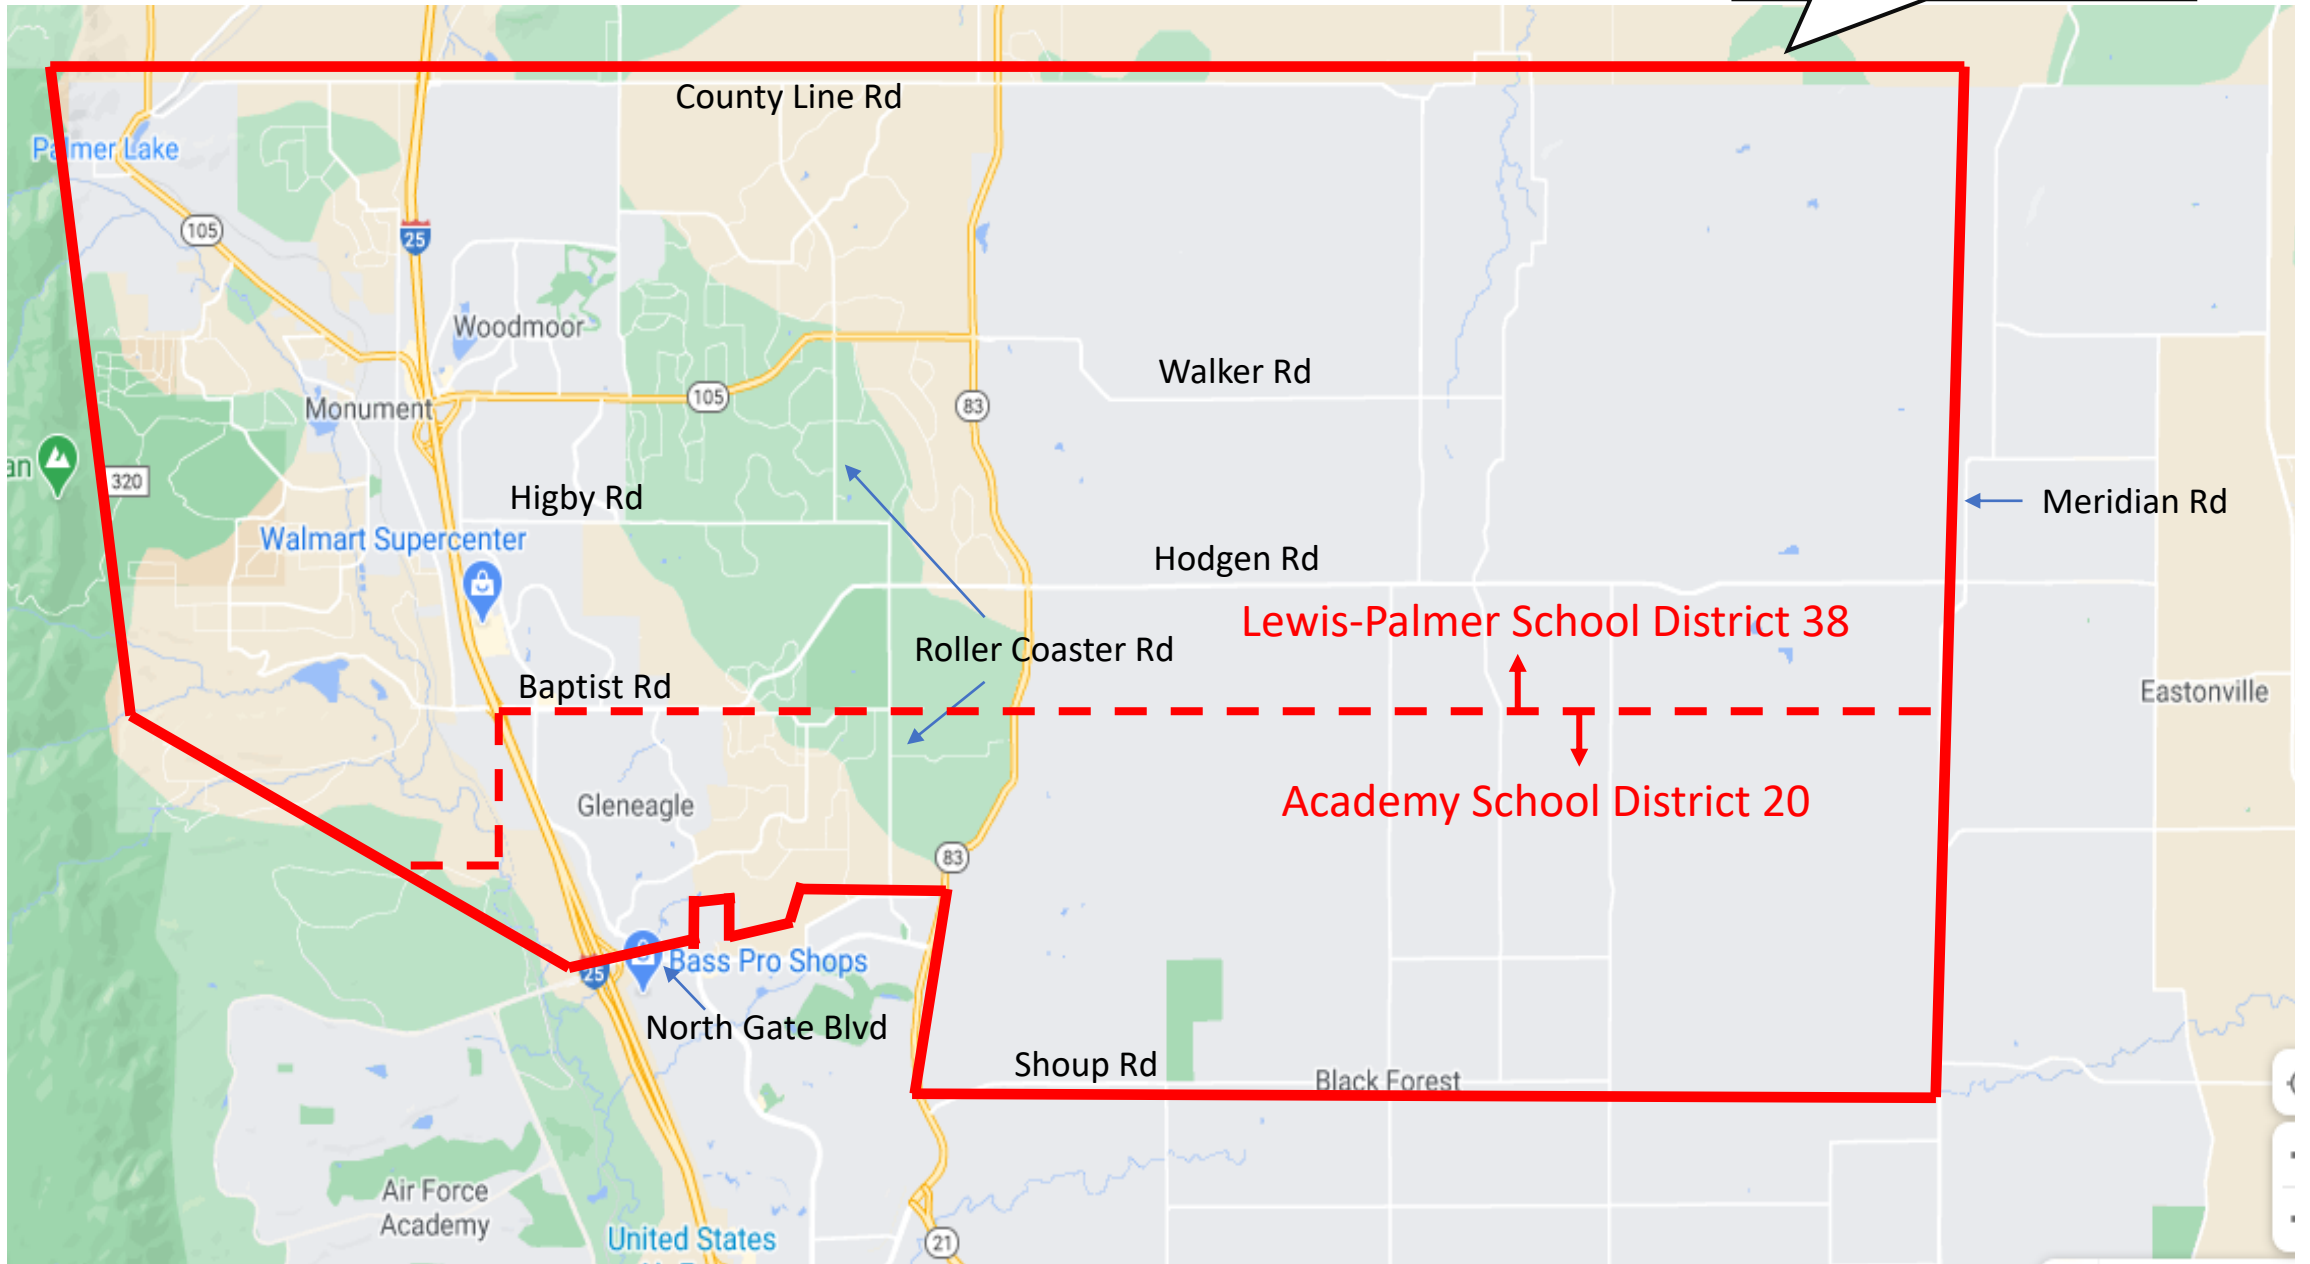 County Line Rd
Palmer Lake
105
25
Woodmoor
Walker Rd
105
83
Monument
an
320
Higby Rd
Meridian Rd
Walmart Supercenter
Hodgen Rd
Lewis-Palmer School District 38
Roller Coaster Rd
Baptist Rd
Eastonville
Gleneagle
Academy School District 20
83
Bass Pro Shops
25
North Gate Blvd
Shoup Rd
Black Forest
Air Force
Academy
United States
21